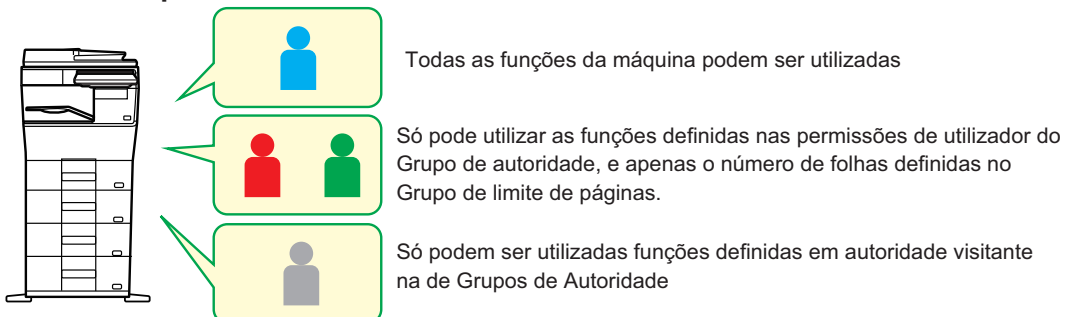 Todas as funções da máquina podem ser utilizadas
Só pode utilizar as funções definidas nas permissões de utilizador do
Grupo de autoridade, e apenas o número de folhas definidas no
Grupo de limite de páginas.
Só podem ser utilizadas funções definidas em autoridade visitante
na de Grupos de Autoridade